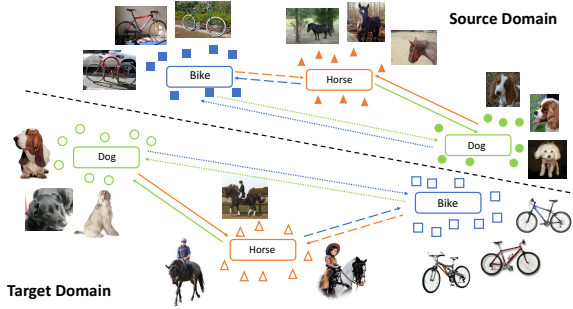 Source Domain
Bike
Horse
Dog
Dog
Bike
Horse
Target Domain